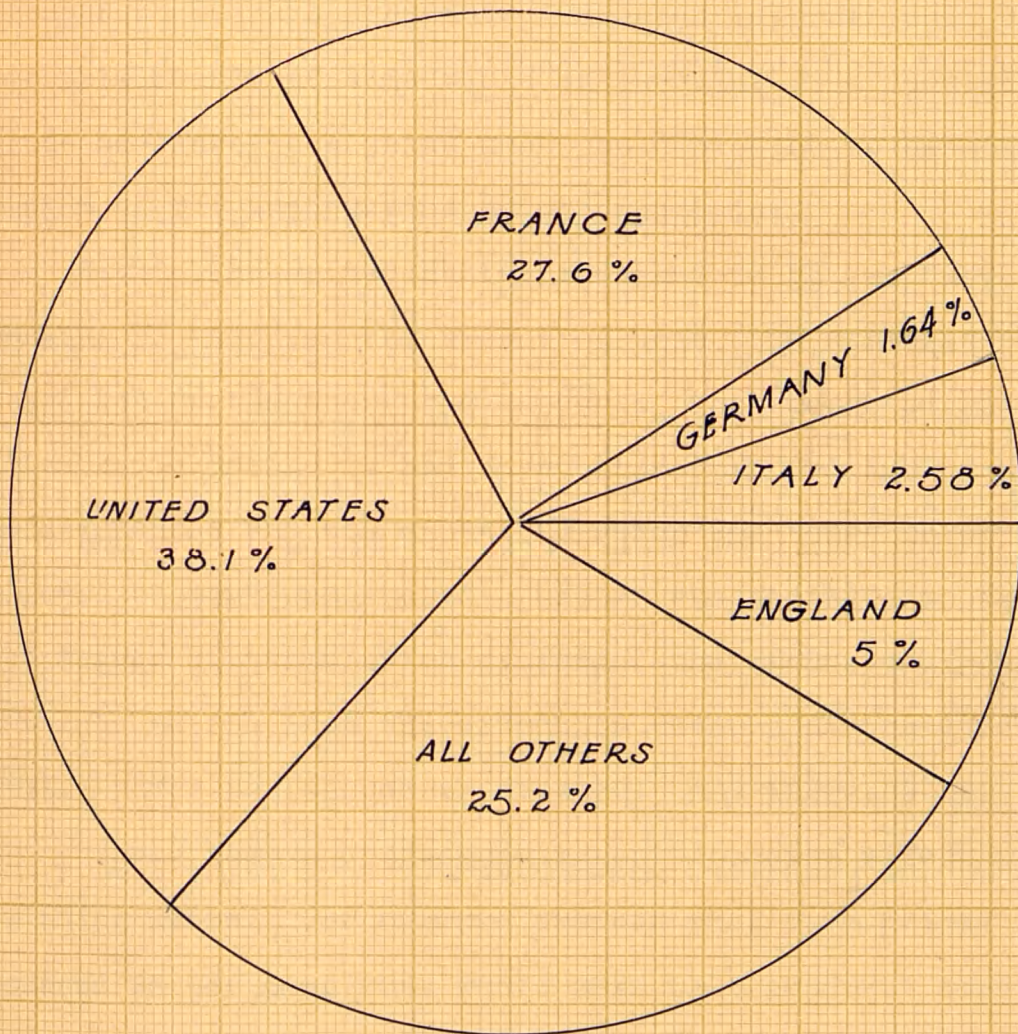 FRANCE
27.6 %
GERMANY 1.64 %
ITALY 2.58 %
UNITED STATES
38.1 %
ENGLAND
5 %
ALL OTHERS
25.2 %